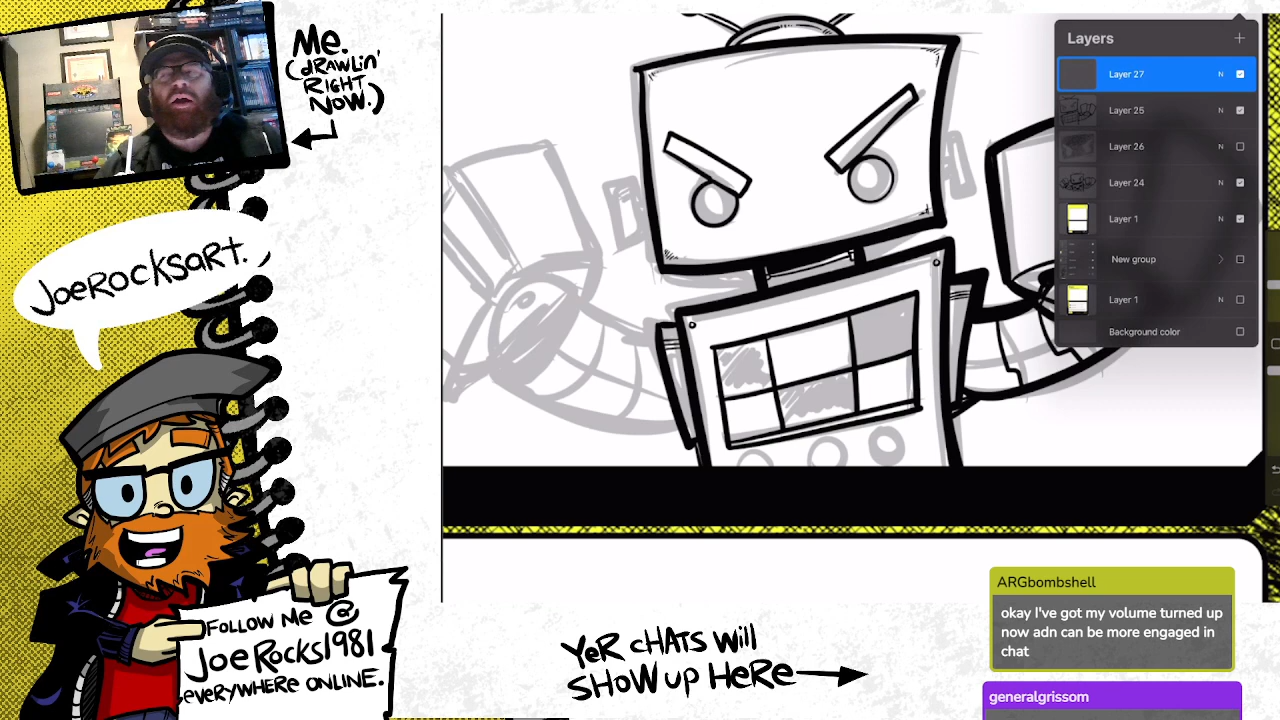 Me.
(dRAWLiN'
RiGHT
NOW.)
JOEROCKSART.
FOLLOW Me @
JoeRocks1981
EVERYWHERE ONLINE.
Layers
Layer 27 N
Layer 25 N
Layer 26 N
Layer 24 N
Layer 1 N
New group
Layer 1 N
Background color
YeR cHATS Will
SHOW up HeRe
ARGbombshell
okay I've got my volume turned up
now adn can be more engaged in
chat
generalgrissom